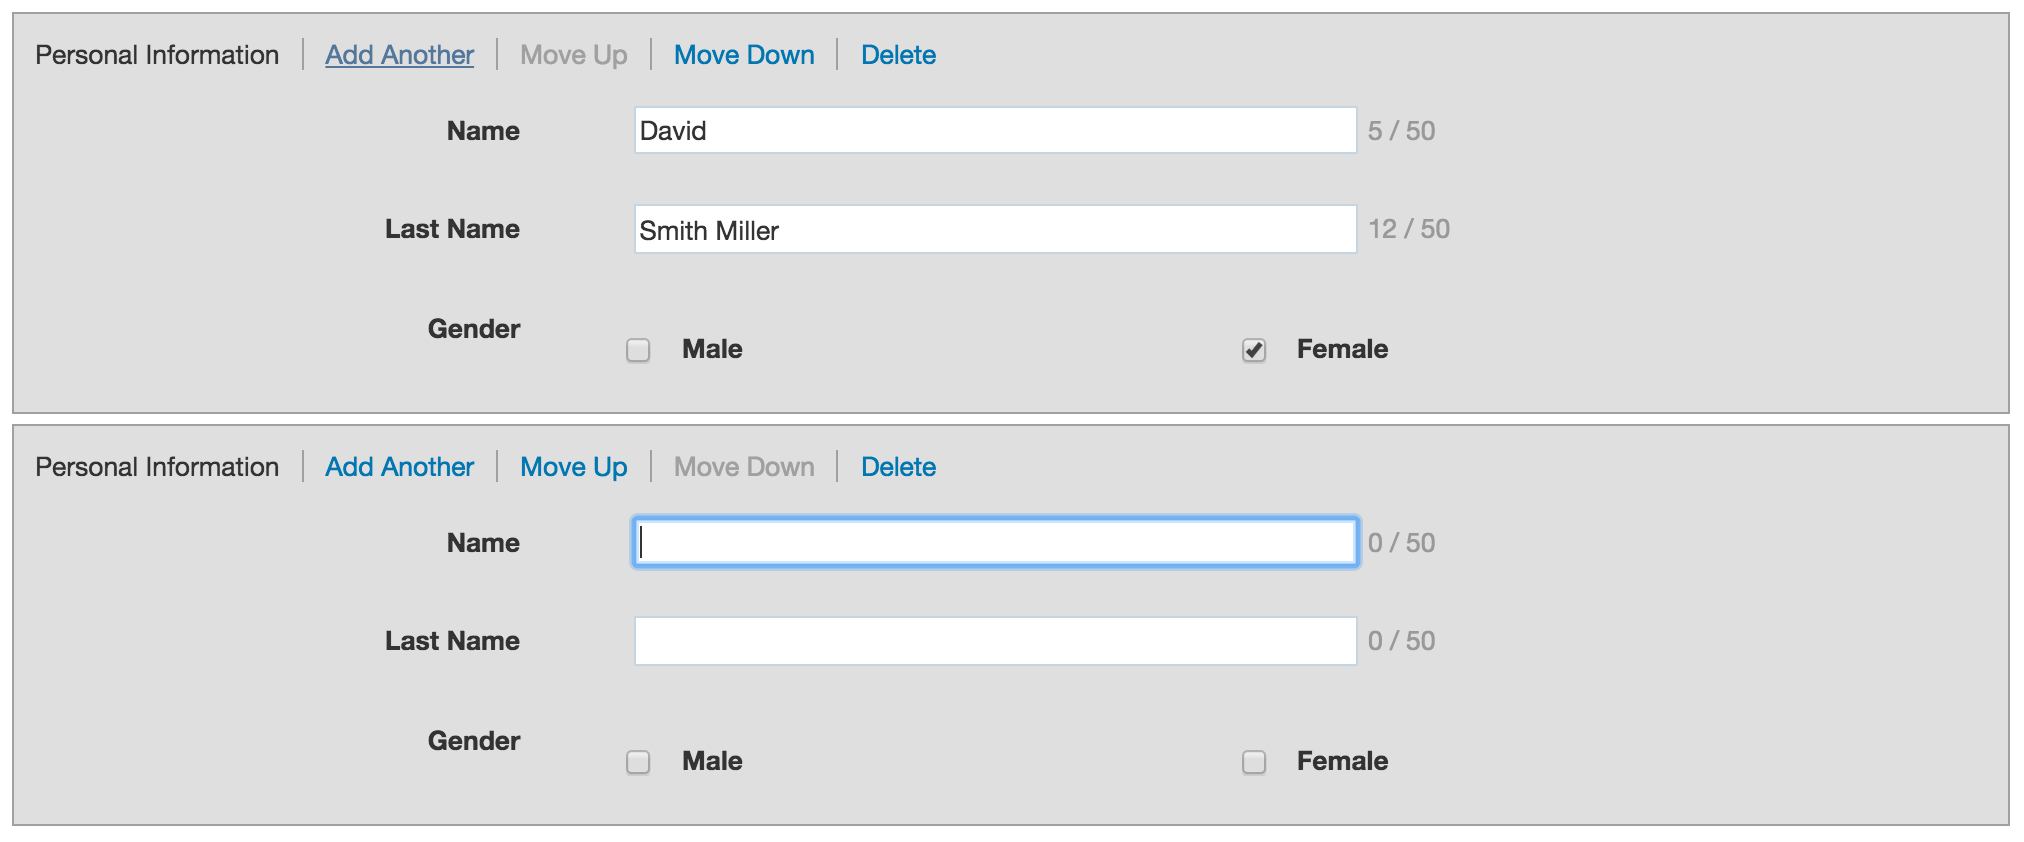 Personal Information | Add Another | Move Up | Move Down | Delete
Name David 5 / 50
Last Name Smith Miller 12 / 50
Gender Male Female
Personal Information | Add Another | Move Up | Move Down | Delete
Name 0 / 50
Last Name 0 / 50
Gender Male Female